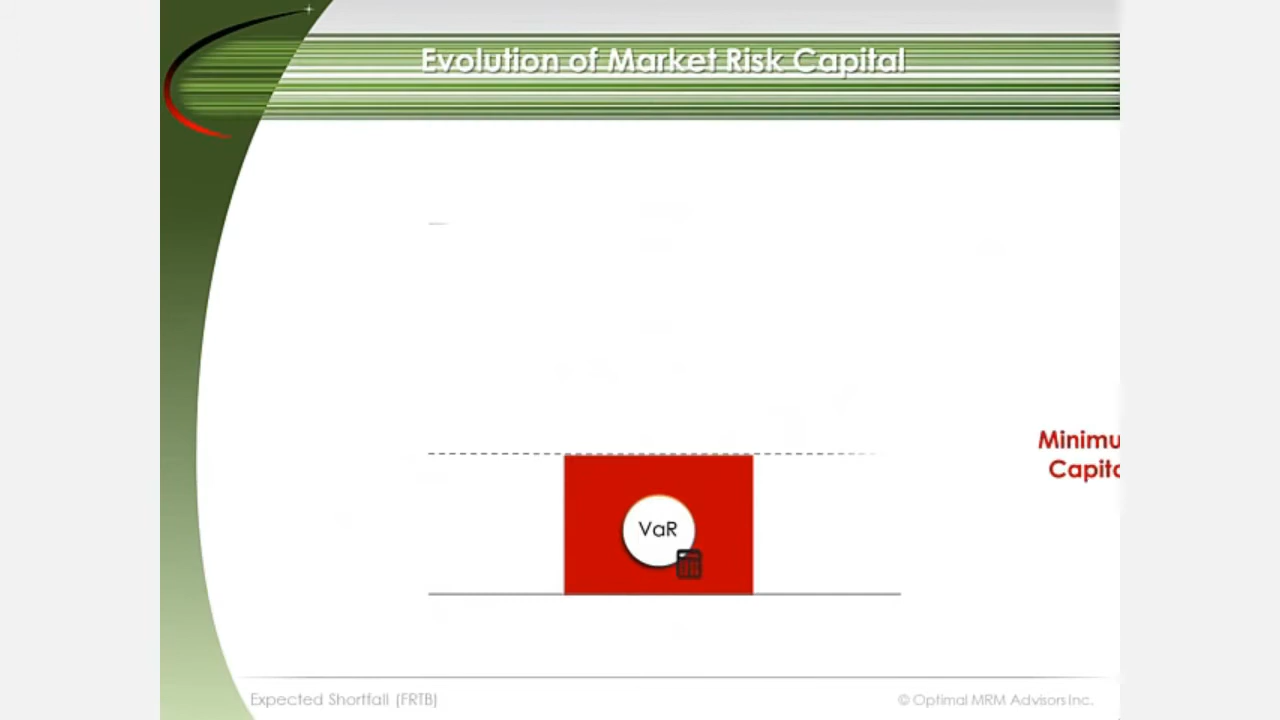 Evolution of Market Risk Capital
Minimu
Capita
VaR
Expected Shortfall (FRTB)
© Optimal MRM Advisors Inc.